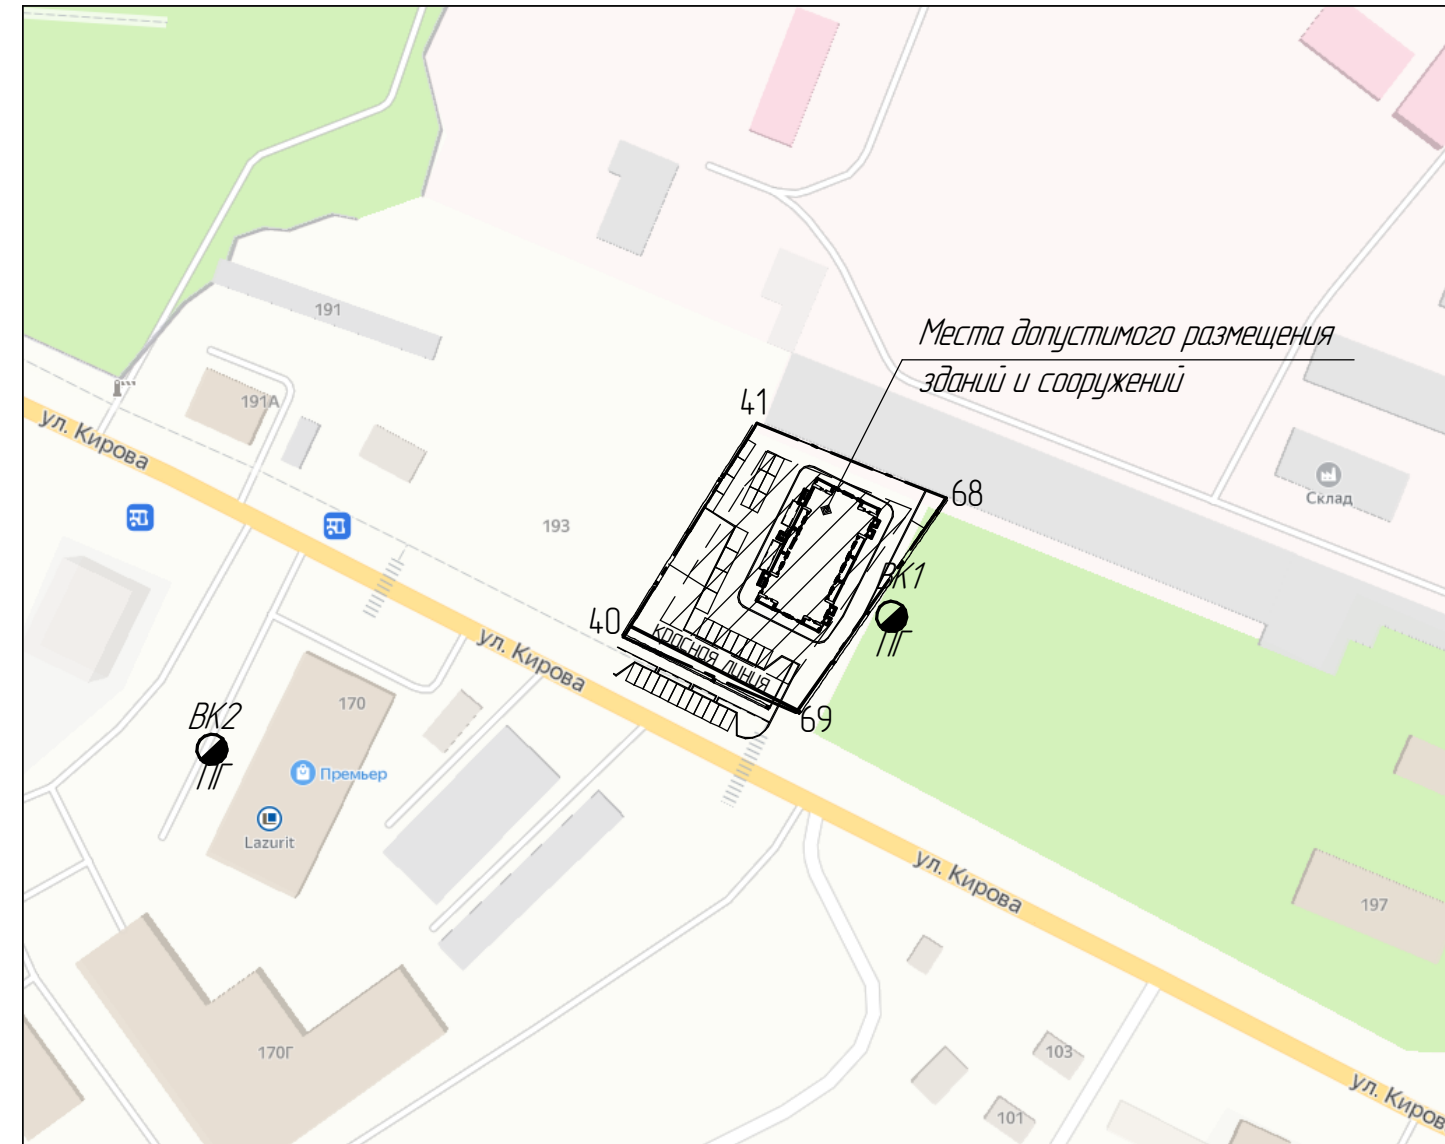 191
Места допустимого размещения
зданий и сооружений
41
191А
ул. Кирова
68
Склад
193
ВК1
ПГ
40
КРАСНАЯ ЛИНИЯ
ул. Кирова
69
170
ВК2
ПГ
Премьер
Lazurit
ул. Кирова
197
170Г
103
101
ул. Киров